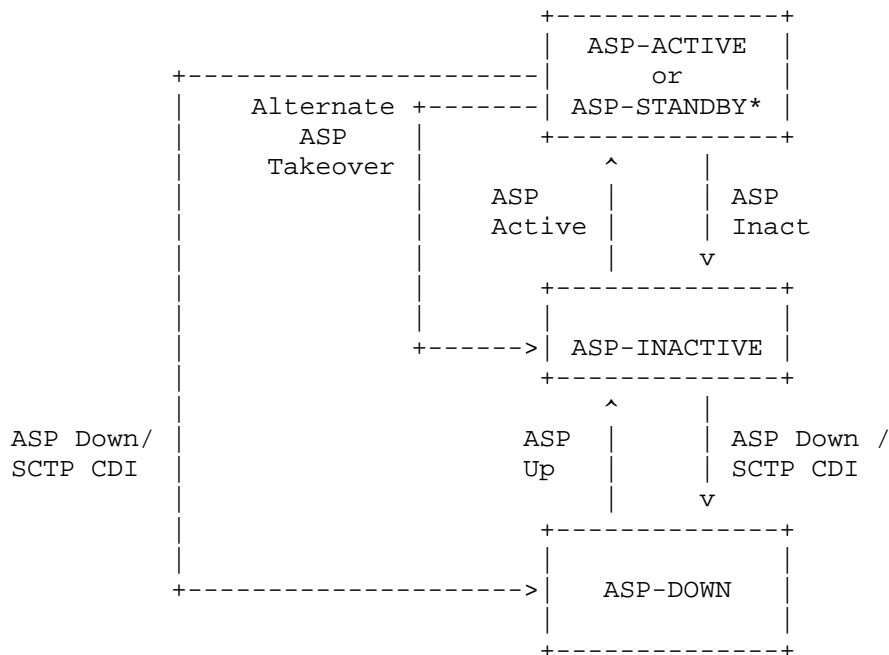 ASP-ACTIVE
or
ASP-STANDBY*
Alternate
ASP
Takeover
ASP
Active
ASP
Inact
ASP-INACTIVE
ASP Down/
SCTP CDI
ASP
Up
ASP Down /
SCTP CDI
ASP-DOWN